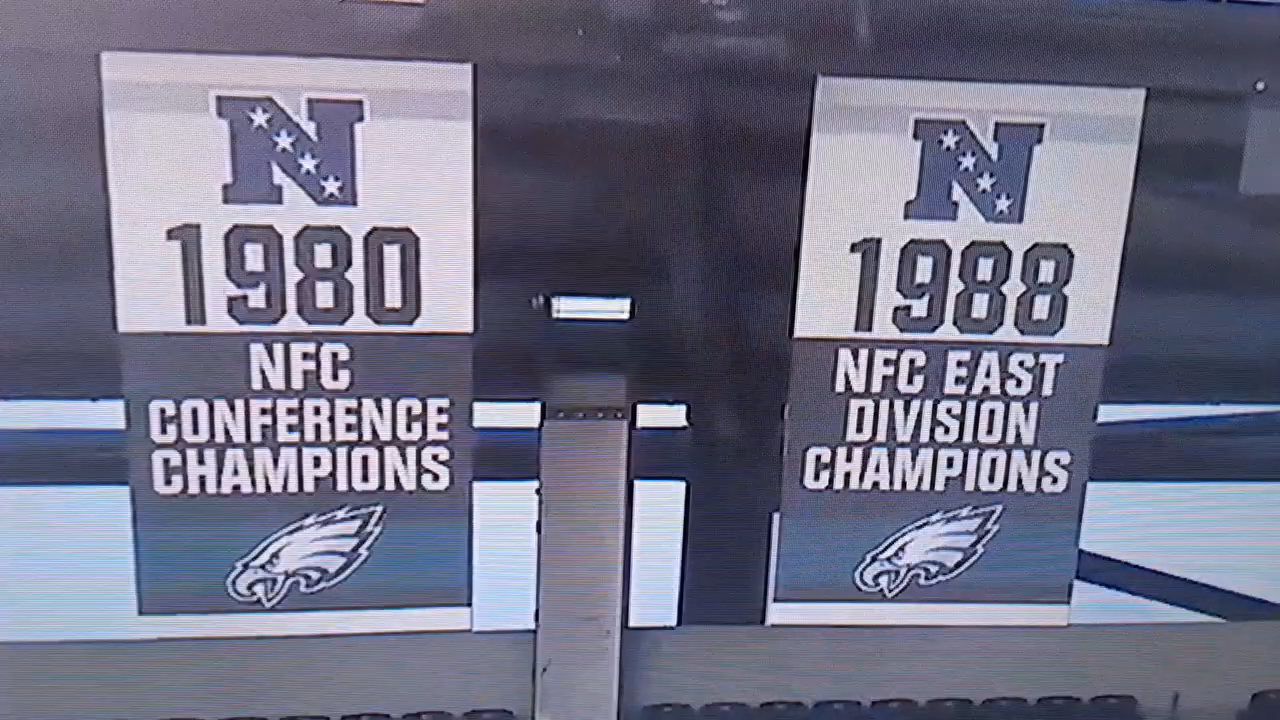 N
1980
NFC
CONFERENCE
CHAMPIONS
N
1988
NFC EAST
DIVISION
CHAMPIONS